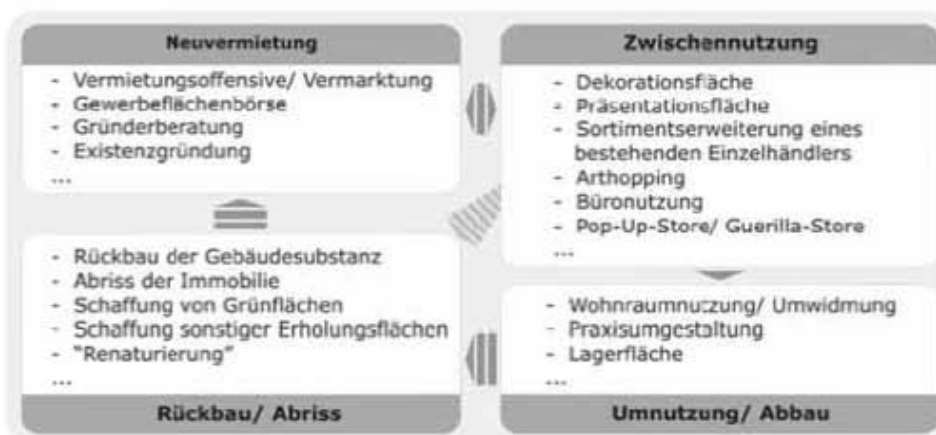 Neuvermietung
- Vermietungsoffensive/ Vermarktung
- Gewerbeflächenbörse
- Gründerberatung
- Existenzgründung
...
Zwischennutzung
- Dekorationsfläche
- Präsentationsfläche
- Sortimentserweiterung eines
bestehenden Einzelhändlers
- Arthopping
- Büronutzung
- Pop-Up-Store/ Guerilla-Store
...
- Rückbau der Gebäudesubstanz
- Abriss der Immobilie
- Schaffung von Grünflächen
- Schaffung sonstiger Erholungsflächen
- "Renaturierung"
...
Rückbau/ Abriss
- Wohnraumnutzung/ Umwidmung
- Praxisumgestaltung
- Lagerfläche
...
Umnutzung/ Abbau